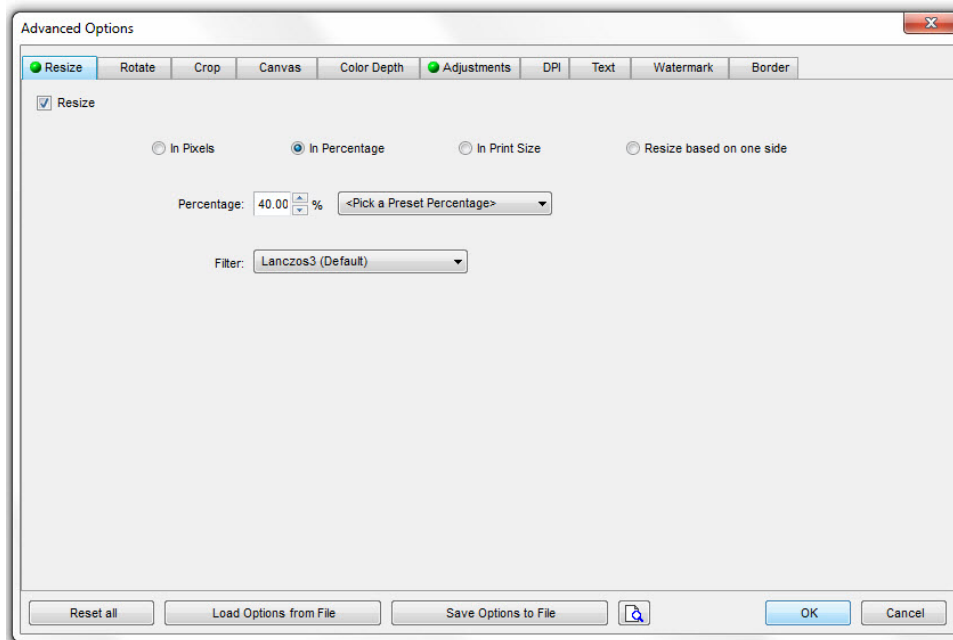 Advanced Options
Resize Rotate Crop Canvas Color Depth Adjustments DPI Text Watermark Border
Resize
In Pixels In Percentage In Print Size Resize based on one side
Percentage: 40.00 % <Pick a Preset Percentage>
Filter: Lanczos3 (Default)
Reset all Load Options from File Save Options to File OK Cancel